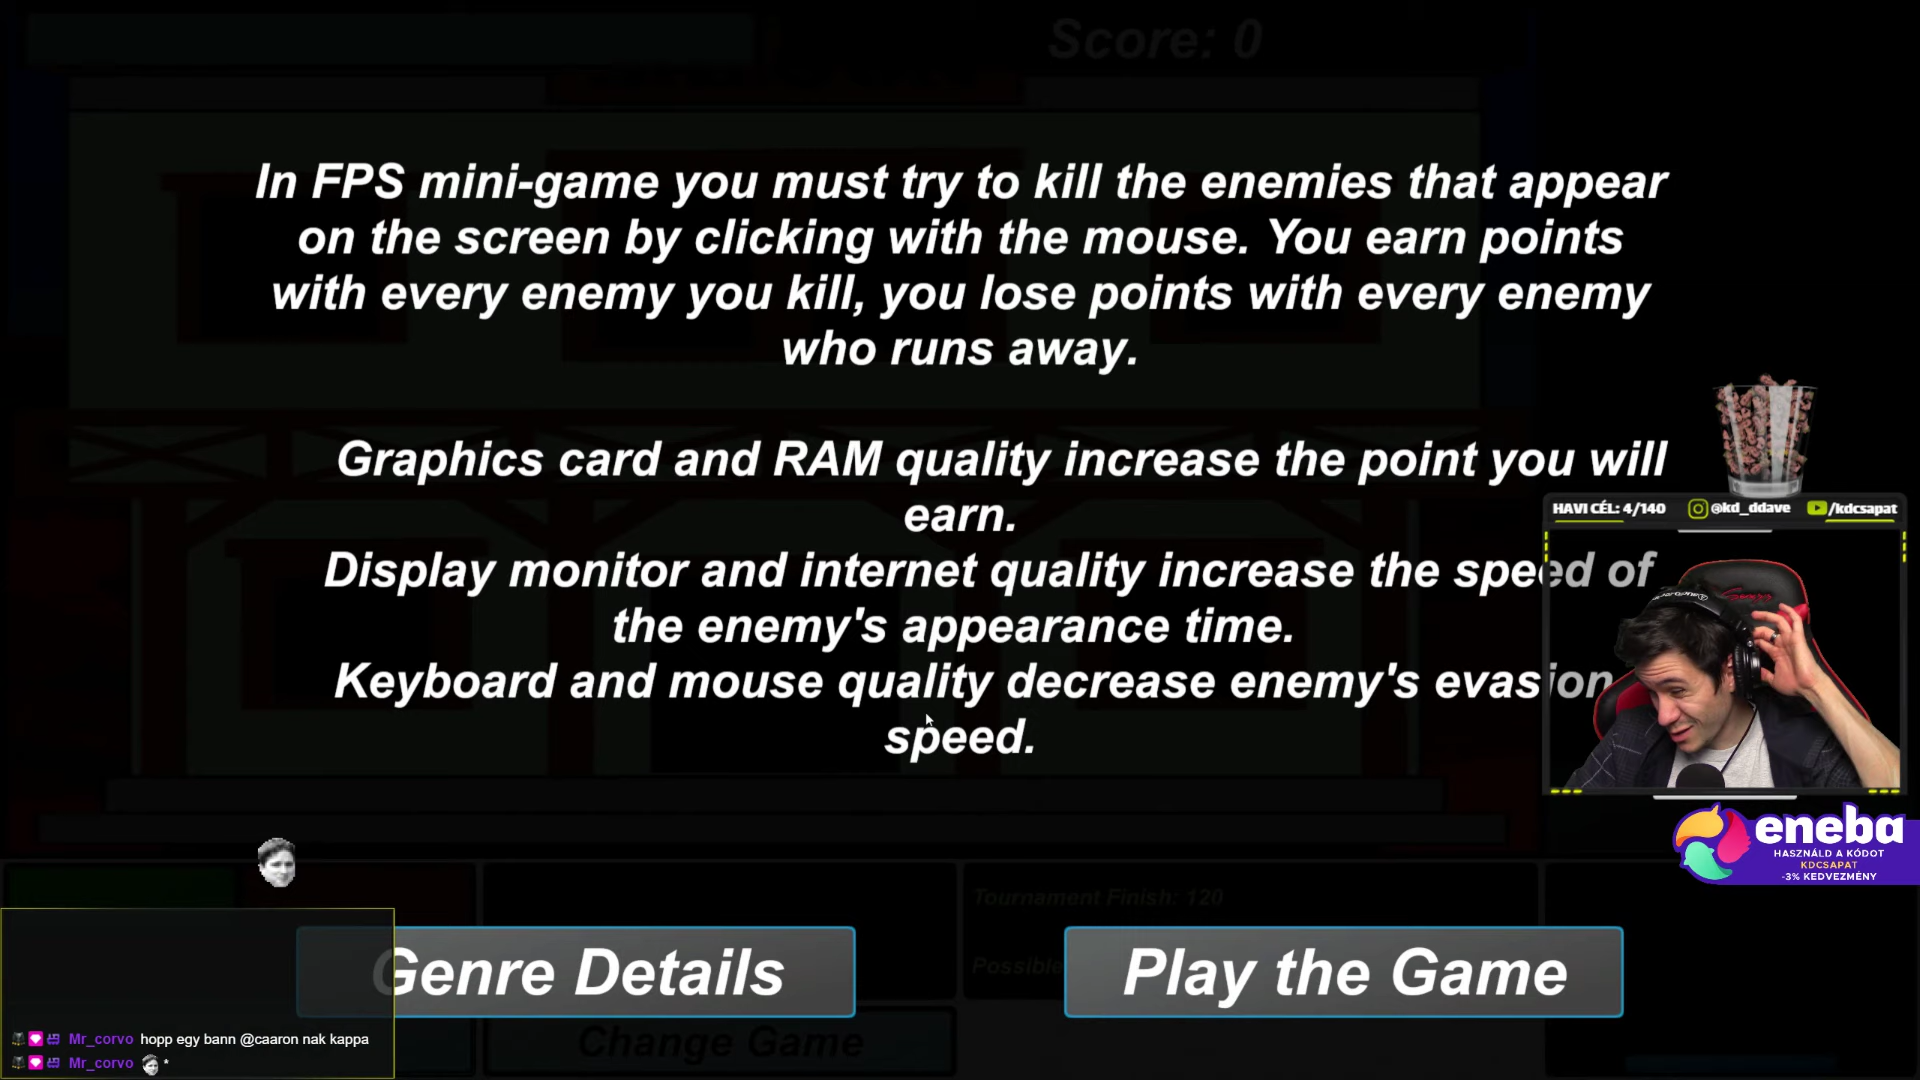 Score: 0
In FPS mini-game you must try to kill the enemies that appear
on the screen by clicking with the mouse. You earn points
with every enemy you kill, you lose points with every enemy
who runs away.
Graphics card and RAM quality increase the point you will
earn.
Display monitor and internet quality increase the speed of
the enemy's appearance time.
Keyboard and mouse quality decrease enemy's evasion
speed.
HAVI CÉL: 4/140 @kd_ddave /kdcsapat
eneba
HASZNÁLD A KÓDOT
KDCSAPAT
-3% KEDVEZMÉNY
Tournament Finish: 120
Possible
Genre Details
Play the Game
Change Game
Mr_corvo hopp egy bann @caaron nak kappa
Mr_corvo *